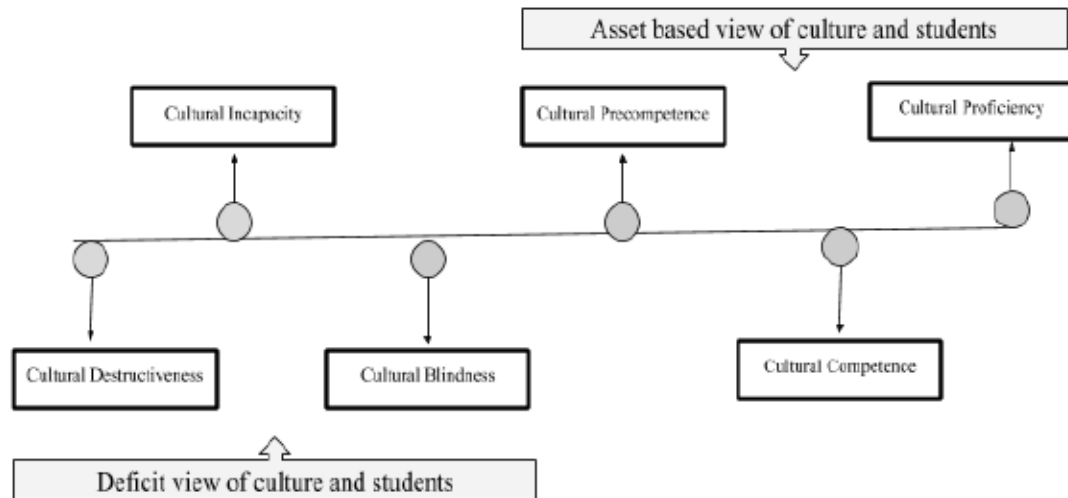 Asset based view of culture and students
Cultural Incapacity
Cultural Precompetence
Cultural Proficiency
Cultural Destructiveness
Cultural Blindness
Cultural Competence
Deficit view of culture and students